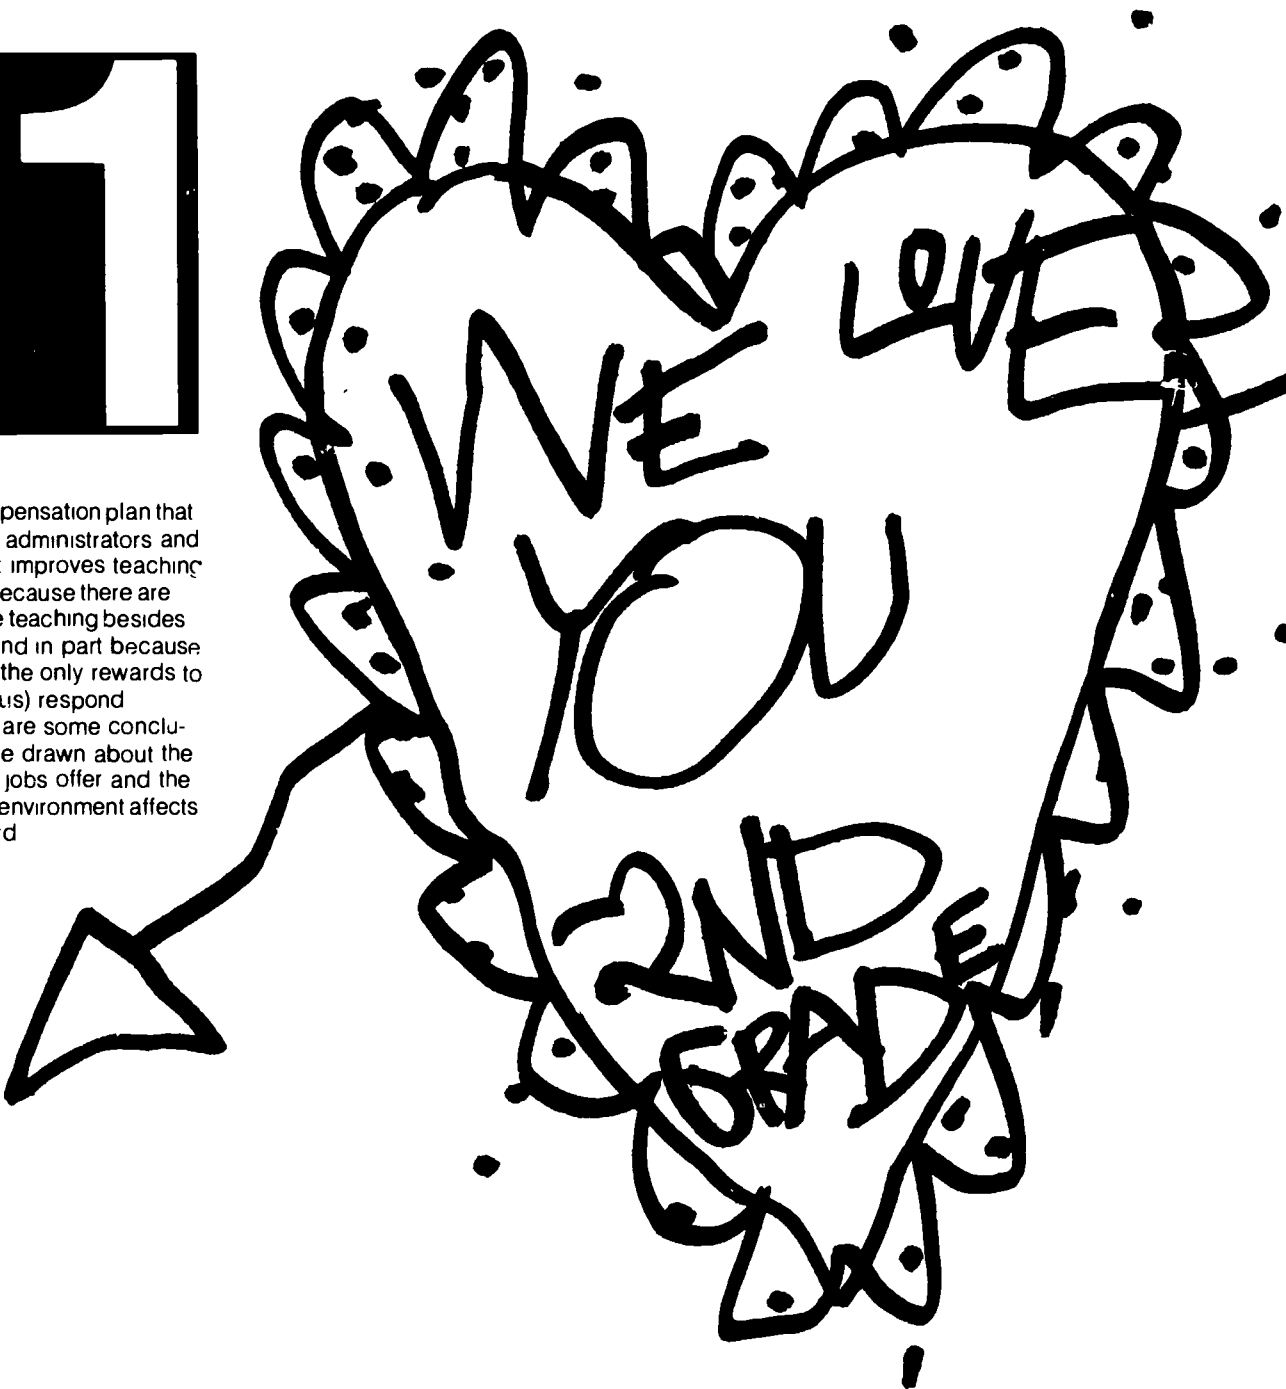 1
pensation plan that
administrators and
improves teaching
ecause there are
e teaching besides
nd in part because
the only rewards to
us) respond
are some conclu-
e drawn about the
jobs offer and the
environment affects
d
WE LOVE
YOU
2ND
GRADE